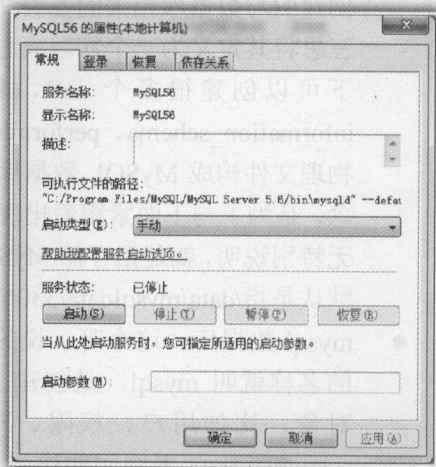 MySQL56 的属性(本地计算机)
常规 登录 恢复 依存关系
服务名称: MySQL56
显示名称: MySQL56
描述:
可执行文件的路径:
"C:/Program Files/MySQL/MySQL Server 5.6/bin\mysqld" --defau
启动类型(E): 手动
帮助我配置服务启动选项。
服务状态: 已停止
启动(S) 停止(T) 暂停(P) 恢复(R)
当从此处启动服务时，您可指定所适用的启动参数。
启动参数(M):
确定 取消 应用(A)